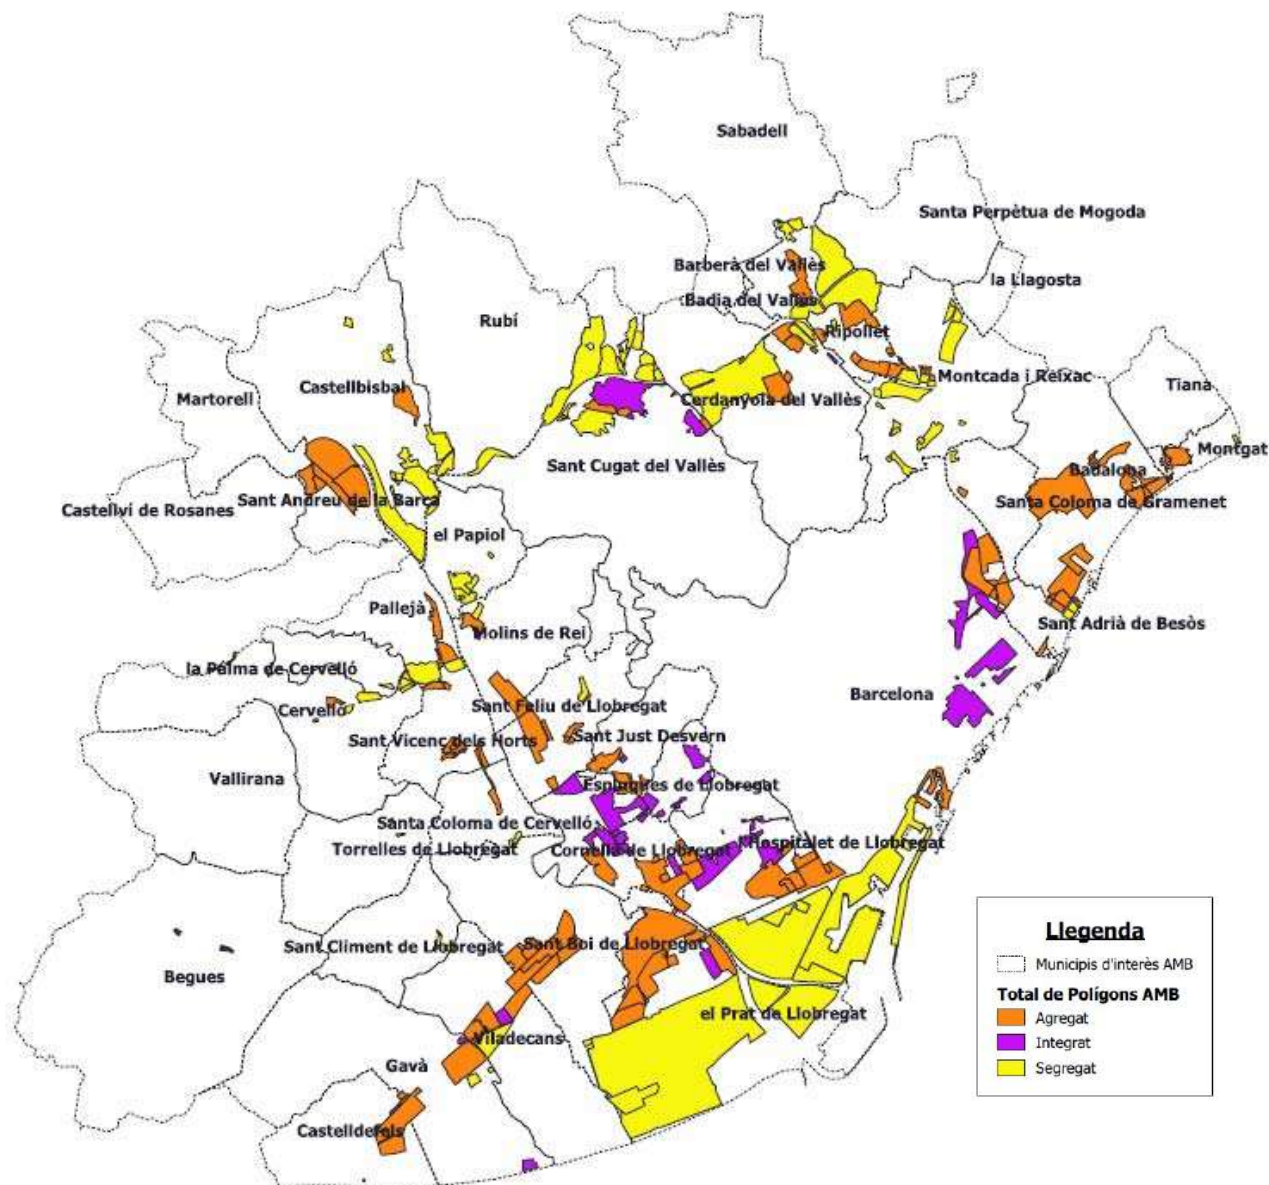 Sabadell
Santa Perpètua de Mogoda
Barberà del Vallès
la Llagosta
Badia del Vallès
Rubí
Ripollet
Castellbisbal
Montcada i Reixac
Tiana
Martorell
Cerdanyola del Vallès
Montgat
Sant Cugat del Vallès
Badalona
Sant Andreu de la Barca
Santa Coloma de Gramenet
Castellví de Rosanes
el Papiol
Pallejà
Molins de Rei
Sant Adrià de Besòs
la Palma de Cervelló
Barcelona
Cervelló
Sant Feliu de Llobregat
Sant Vicenç dels Horts
Sant Just Desvern
Vallirana
Esplugues de Llobregat
Santa Coloma de Cervelló
Torrelles de Llobregat
Cornellà de Llobregat
l'Hospitalet de Llobregat
Sant Climent de Llobregat
Sant Boi de Llobregat
Begues
el Prat de Llobregat
Viladecans
Gavà
Castelldefels
Llegenda
Municipis d'interès AMB
Total de Polígons AMB
Agregat
Integrat
Segregat